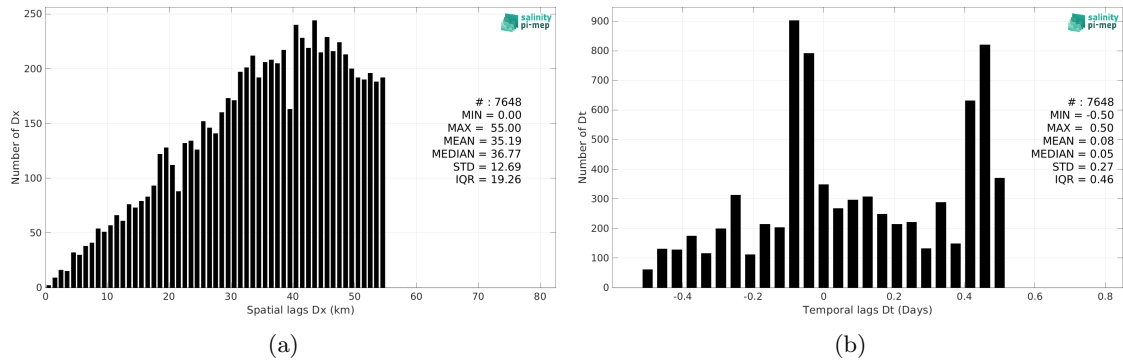 250
200
150
100
50
0
Number of Dx
0 10 20 30 40 50 60 70 80
Spatial lags Dx (km)
salinity
pi-mep
# : 7648
MIN = 0.00
MAX = 55.00
MEAN = 35.19
MEDIAN = 36.77
STD = 12.69
IQR = 19.26
(a)
900
800
700
600
500
400
300
200
100
0
Number of Dt
-0.4 -0.2 0 0.2 0.4 0.6 0.8
Temporal lags Dt (Days)
salinity
pi-mep
# : 7648
MIN = -0.50
MAX = 0.50
MEAN = 0.08
MEDIAN = 0.05
STD = 0.27
IQR = 0.46
(b)